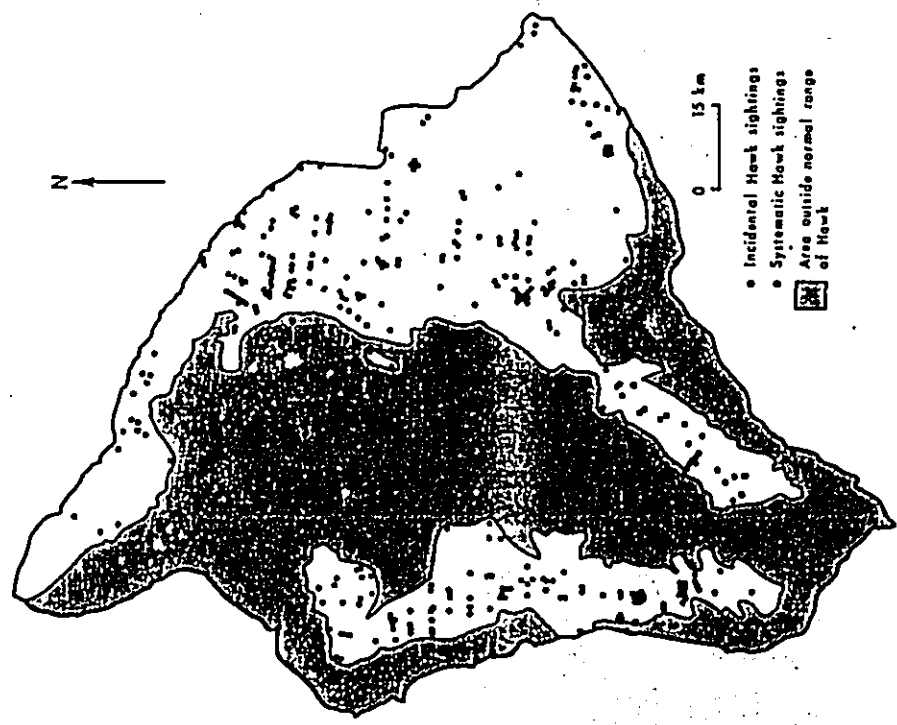 N
0 15 km
Incidental Hawk sightings
Systematic Hawk sightings
Area outside normal range
of Hawk